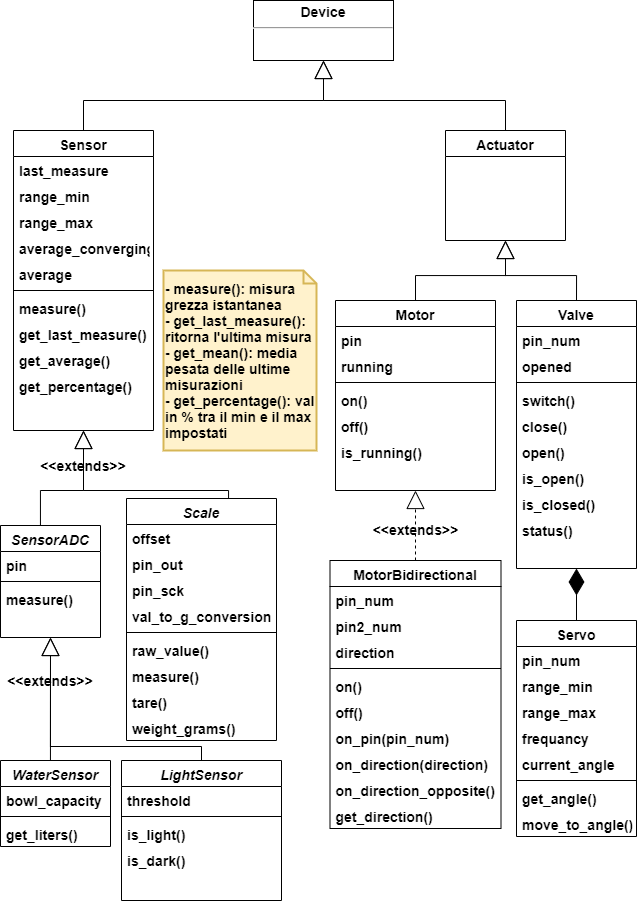 Device
Sensor
last_measure
range_min
range_max
average_converging
average
measure()
get_last_measure()
get_average()
get_percentage()
Actuator
- measure(): misura
grezza istantanea
- get_last_measure():
ritorna l'ultima misura
- get_mean(): media
pesata delle ultime
misurazioni
- get_percentage(): val
in % tra il min e il max
impostati
Motor
pin
running
on()
off()
is_running()
Valve
pin_num
opened
switch()
close()
open()
is_open()
is_closed()
status()
<<extends>>
SensorADC
pin
measure()
Scale
offset
pin_out
pin_sck
val_to_g_conversion
raw_value()
measure()
tare()
weight_grams()
<<extends>>
MotorBidirectional
pin_num
pin2_num
direction
on()
off()
on_pin(pin_num)
on_direction(direction)
on_direction_opposite()
get_direction()
Servo
pin_num
range_min
range_max
frequancy
current_angle
get_angle()
move_to_angle()
<<extends>>
WaterSensor
bowl_capacity
get_liters()
LightSensor
threshold
is_light()
is_dark()